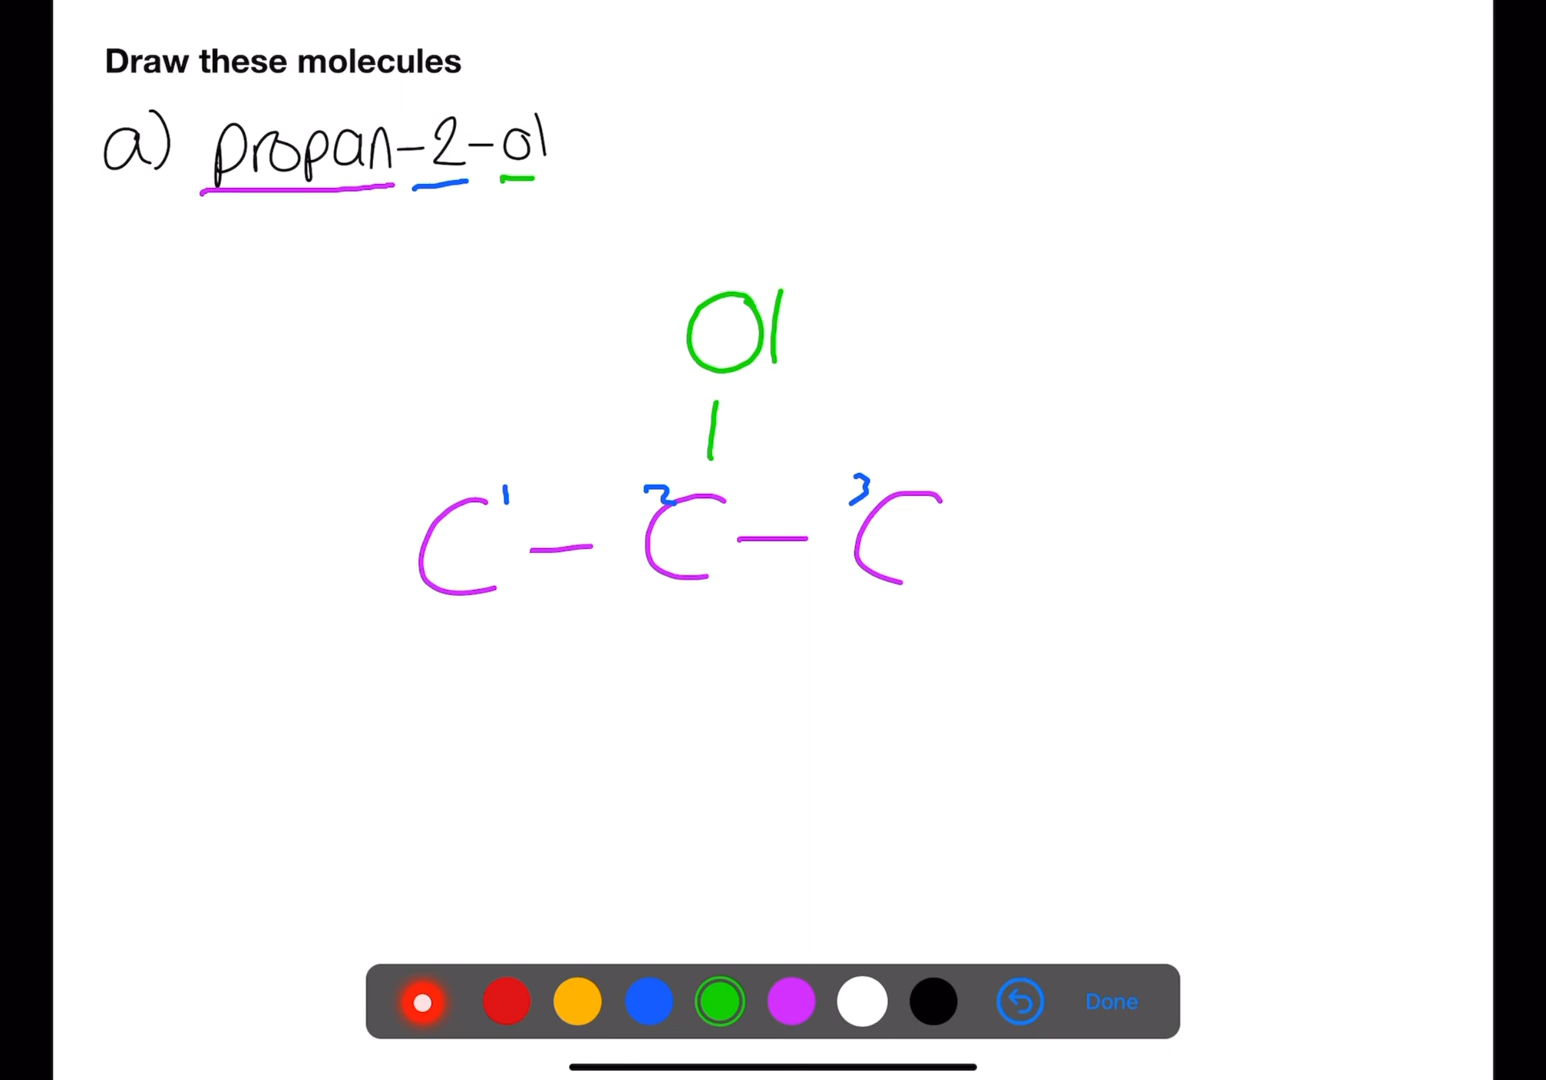 Draw these molecules
a) propan-2-ol
Ol
1 2 3
C - C - C
Done